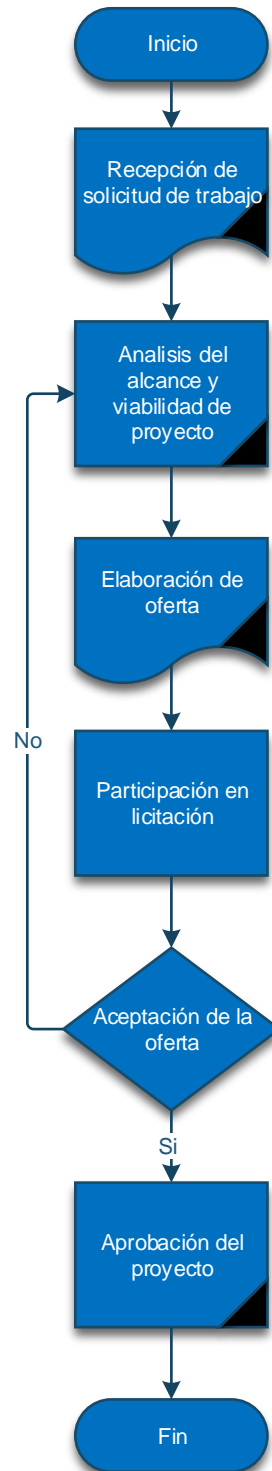 Inicio
Recepción de
solicitud de trabajo
Analisis del
alcance y
viabilidad de
proyecto
Elaboración de
oferta
No
Participación en
licitación
Aceptación de la
oferta
Si
Aprobación del
proyecto
Fin